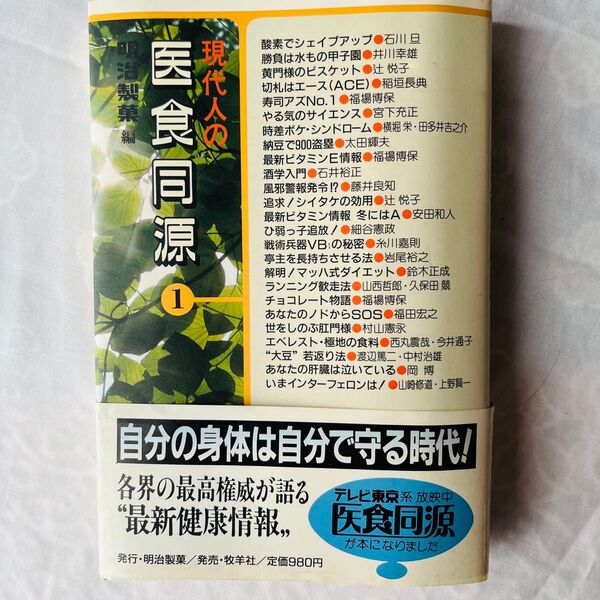 現代人の
医食同源
1
明治製菓 編
酸素でシェイプアップ●石川 旦
勝負は水もの甲子園●井川幸雄
黄門様のビスケット●辻 悦子
切札はエース(ACE)●稲垣長典
寿司アズNo.1●福場博保
やる気のサイエンス●宮下充正
時差ボケ・シンドローム●横堀 栄・田多井吉之介
納豆で900盗塁●太田輝夫
最新ビタミンE情報●福場博保
酒学入門●石井裕正
風邪警報発令!?●藤井良知
追求!シイタケの効用●辻 悦子
最新ビタミン情報 冬にはA●安田和人
ひ弱っ子追放!●細谷憲政
戦術兵器VB₁の秘密●糸川嘉則
亭主を長持ちさせる法●岩尾裕之
解明!マッハ式ダイエット●鈴木正成
ランニング歓走法●山西哲郎・久保田 競
チョコレート物語●福場博保
あなたのノドからSOS●福田宏之
世をしのぶ肛門様●村山憲永
エベレスト・極地の食料●西丸震哉・今井通子
“大豆”若返り法●渡辺篤二・中村治雄
あなたの肝臓は泣いている●岡 博
いまインターフェロンは!●山崎修道・上野賢一
自分の身体は自分で守る時代!
各界の最高権威が語る
“最新健康情報„
テレビ東京系 放映中
医食同源
が本になりました
発行・明治製菓/発売・牧羊社/定価980円